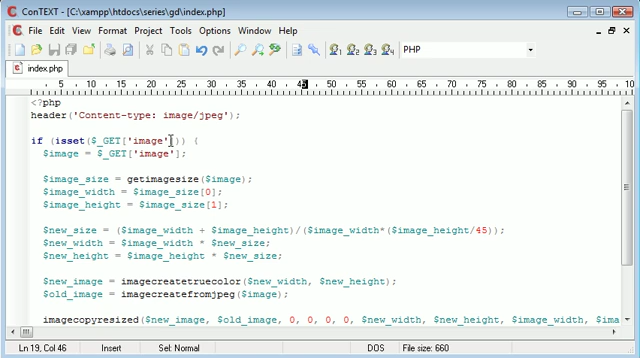 ConTEXT - [C:\xampp\htdocs\series\gd\index.php]
File Edit View Format Project Tools Options Window Help
PHP
index.php
5 10 15 20 25 30 35 40 45 50 55 60 65 70 75 80 85 90 95 10
<?php
header('Content-type: image/jpeg');
if (isset($_GET['image'])) {
$image = $_GET['image'];
$image_size = getimagesize($image);
$image_width = $image_size[0];
$image_height = $image_size[1];
$new_size = ($image_width + $image_height)/($image_width*($image_height/45));
$new_width = $image_width * $new_size;
$new_height = $image_height * $new_size;
$new_image = imagecreatetruecolor($new_width, $new_height);
$old_image = imagecreatefromjpeg($image);
imagecopyresized($new_image, $old_image, 0, 0, 0, 0, $new_width, $new_height, $image_width, $ima
Ln 19, Col 46 Insert Sel: Normal DOS File size: 660